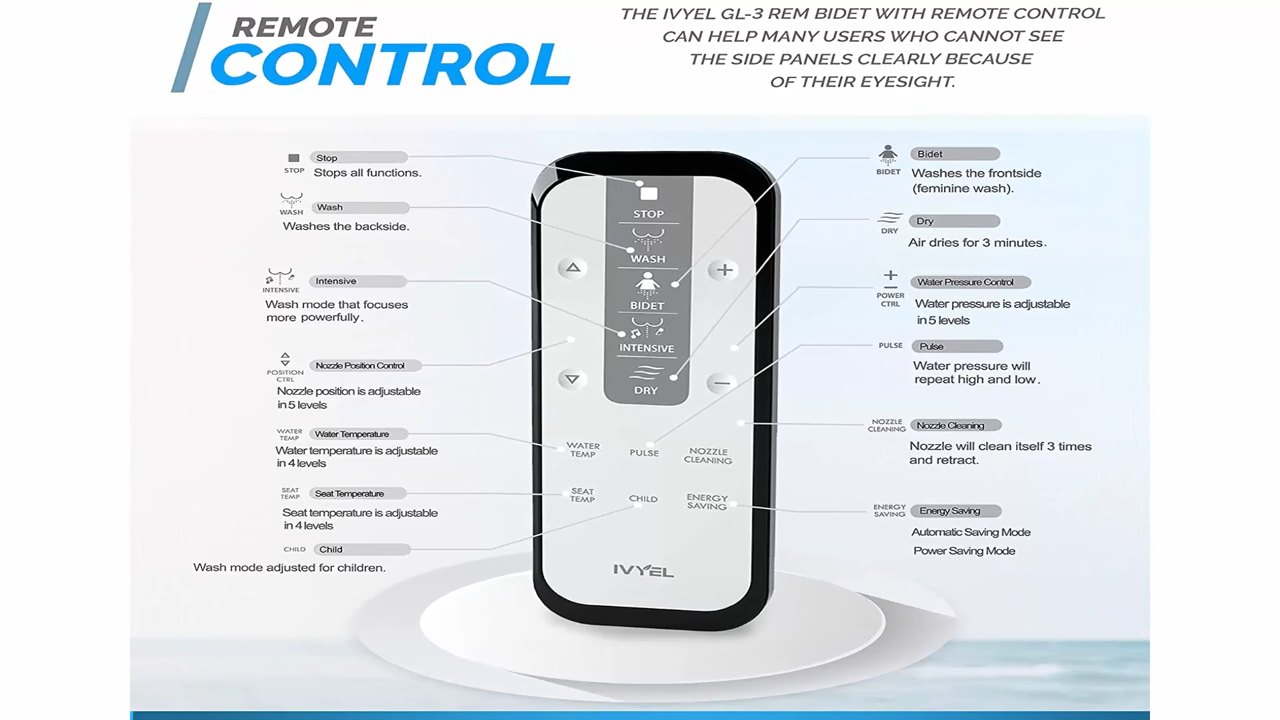 REMOTE
CONTROL
THE IVYEL GL-3 REM BIDET WITH REMOTE CONTROL
CAN HELP MANY USERS WHO CANNOT SEE
THE SIDE PANELS CLEARLY BECAUSE
OF THEIR EYESIGHT.
STOP
Stop
Stops all functions.
WASH
Wash
Washes the backside.
INTENSIVE
Intensive
Wash mode that focuses
more powerfully.
POSITION
CTRL
Nozzle Position Control
Nozzle position is adjustable
in 5 levels
WATER
TEMP
Water Temperature
Water temperature is adjustable
in 4 levels
SEAT
TEMP
Seat Temperature
Seat temperature is adjustable
in 4 levels
CHILD
Child
Wash mode adjusted for children.
STOP
WASH
BIDET
INTENSIVE
DRY
WATER
TEMP
PULSE
NOZZLE
CLEANING
SEAT
TEMP
CHILD
ENERGY
SAVING
IVYEL
BIDET
Bidet
Washes the frontside
(feminine wash).
DRY
Dry
Air dries for 3 minutes.
POWER
CTRL
Water Pressure Control
Water pressure is adjustable
in 5 levels
PULSE
Pulse
Water pressure will
repeat high and low.
NOZZLE
CLEANING
Nozzle Cleaning
Nozzle will clean itself 3 times
and retract.
ENERGY
SAVING
Energy Saving
Automatic Saving Mode
Power Saving Mode